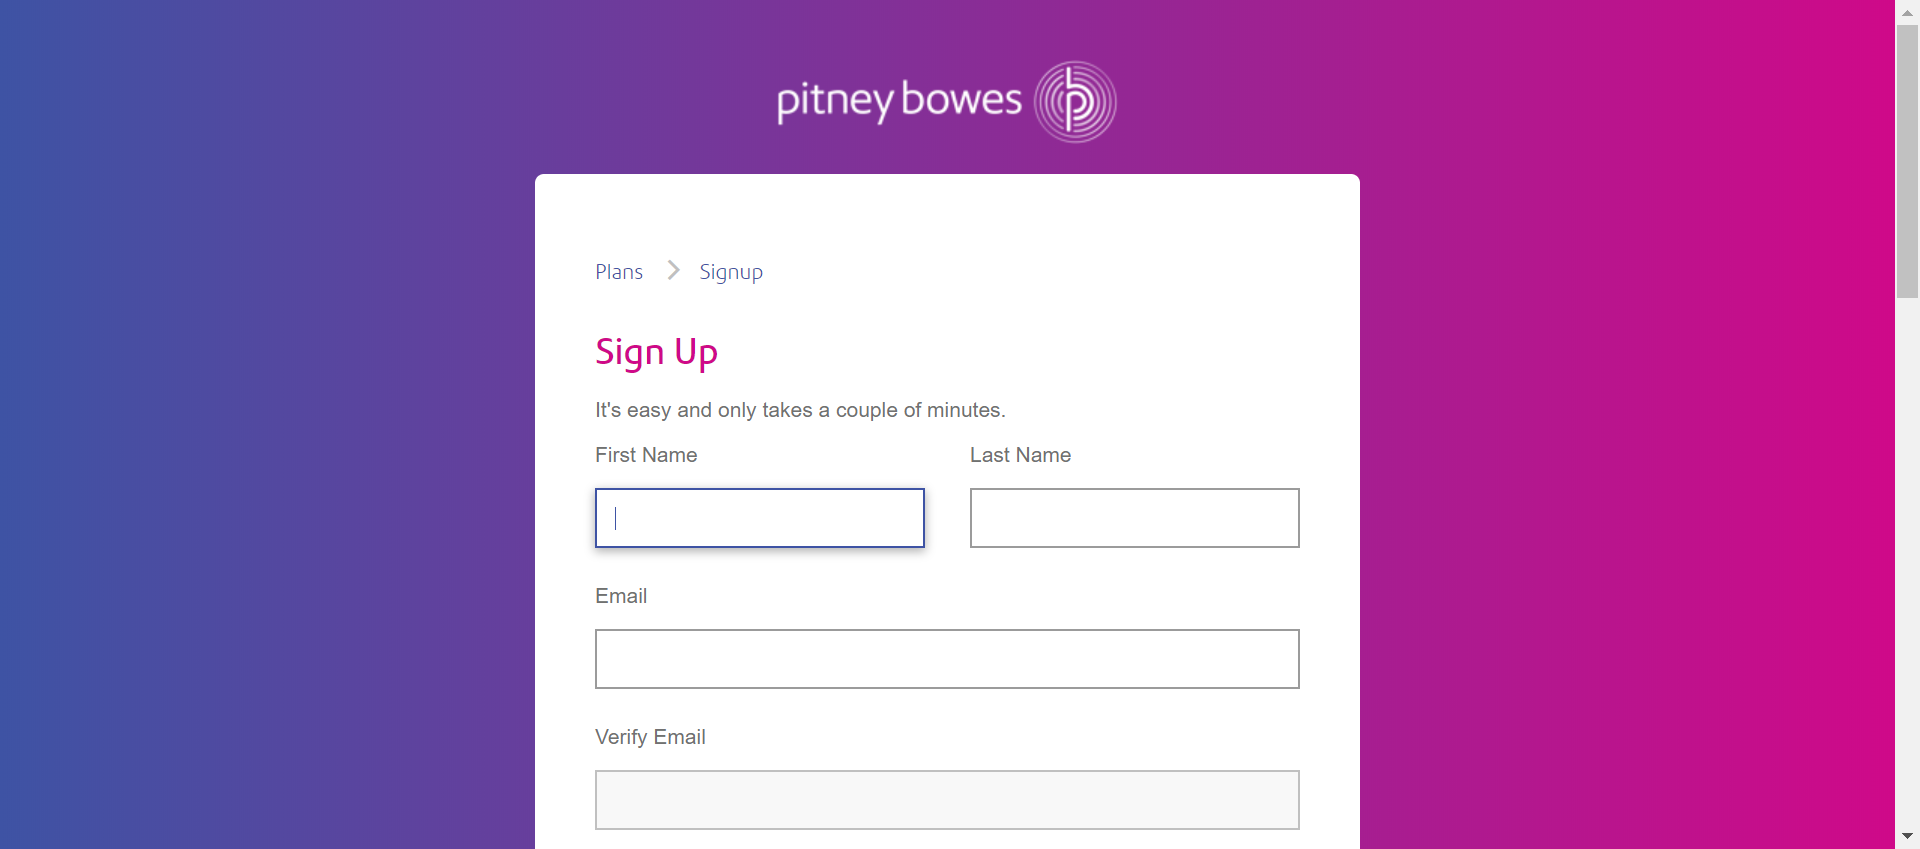 pitney bowes
Plans Signup
Sign Up
It's easy and only takes a couple of minutes.
First Name Last Name
Email
Verify Email